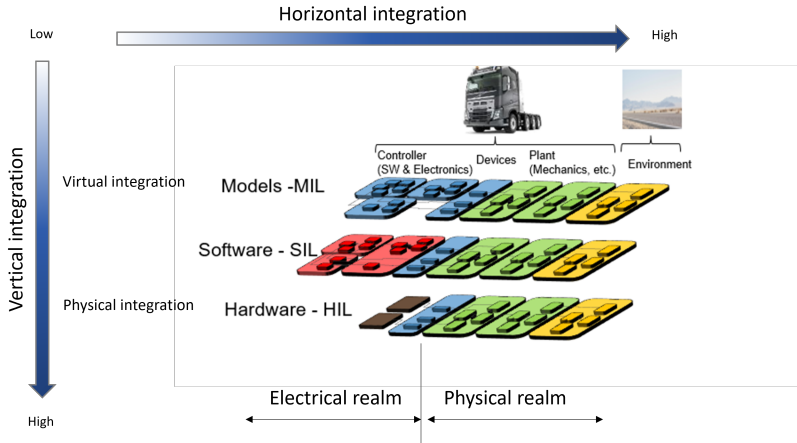 Horizontal integration
Low
High
Controller
(SW & Electronics)
Devices
Plant
(Mechanics, etc.)
Environment
Vertical integration
Virtual integration
Models -MIL
Software - SIL
Physical integration
Hardware - HIL
Electrical realm
Physical realm
High